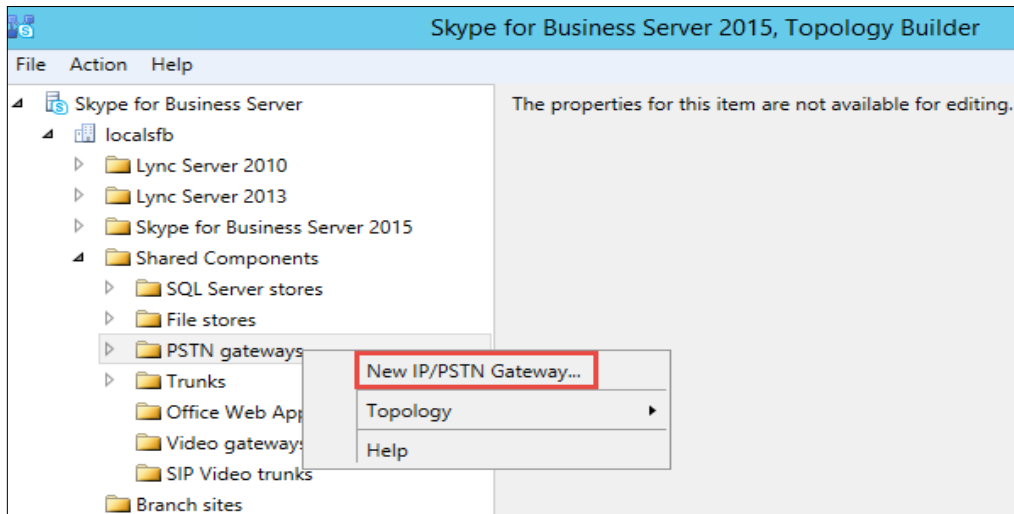 Skype for Business Server 2015, Topology Builder
File Action Help
Skype for Business Server
The properties for this item are not available for editing.
localsfb
Lync Server 2010
Lync Server 2013
Skype for Business Server 2015
Shared Components
SQL Server stores
File stores
PSTN gateways
New IP/PSTN Gateway...
Trunks
Topology
Office Web App
Video gateways
Help
SIP Video trunks
Branch sites